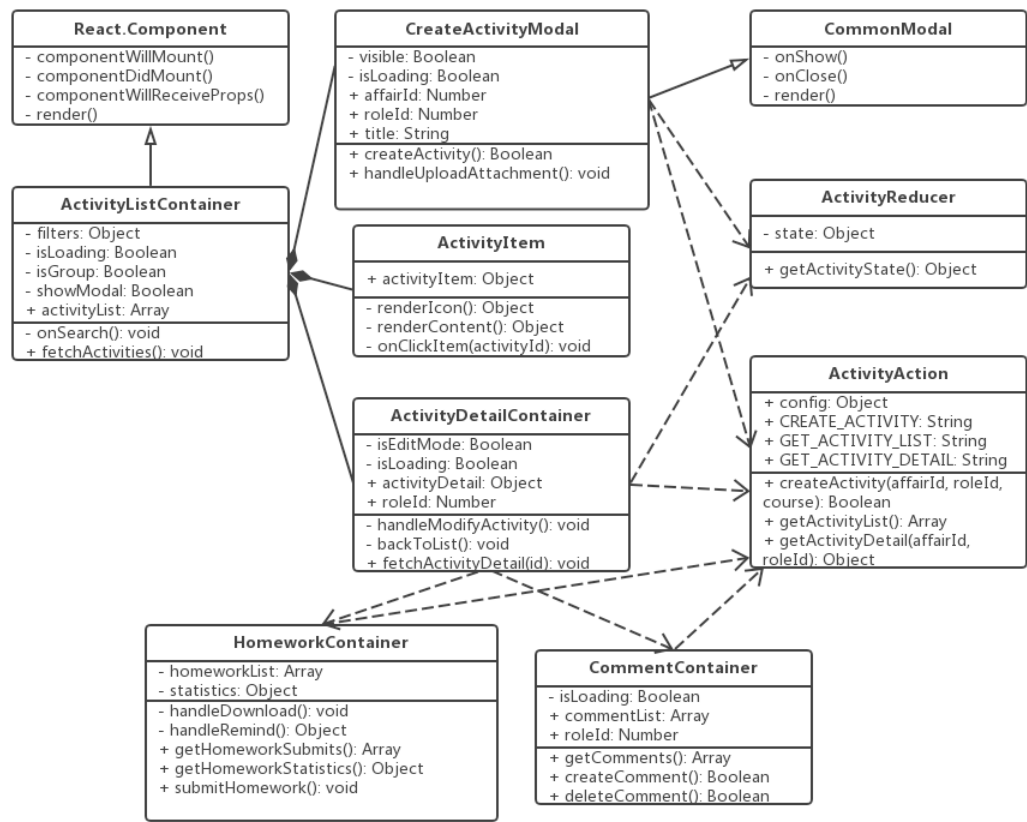 React.Component
- componentWillMount()
- componentDidMount()
- componentWillReceiveProps()
- render()
CreateActivityModal
- visible: Boolean
- isLoading: Boolean
+ affairId: Number
+ roleId: Number
+ title: String
+ createActivity(): Boolean
+ handleUploadAttachment(): void
CommonModal
- onShow()
- onClose()
- render()
ActivityListContainer
- filters: Object
- isLoading: Boolean
- isGroup: Boolean
- showModal: Boolean
+ activityList: Array
- onSearch(): void
+ fetchActivities(): void
ActivityItem
+ activityItem: Object
- renderIcon(): Object
- renderContent(): Object
- onClickItem(activityId): void
ActivityReducer
- state: Object
+ getActivityState(): Object
ActivityDetailContainer
- isEditMode: Boolean
- isLoading: Boolean
+ activityDetail: Object
+ roleId: Number
- handleModifyActivity(): void
- backToList(): void
+ fetchActivityDetail(id): void
ActivityAction
+ config: Object
+ CREATE_ACTIVITY: String
+ GET_ACTIVITY_LIST: String
+ GET_ACTIVITY_DETAIL: String
+ createActivity(affairId, roleId,
course): Boolean
+ getActivityList(): Array
+ getActivityDetail(affairId,
roleId): Object
HomeworkContainer
- homeworkList: Array
- statistics: Object
- handleDownload(): void
- handleRemind(): Object
+ getHomeworkSubmits(): Array
+ getHomeworkStatistics(): Object
+ submitHomework(): void
CommentContainer
- isLoading: Boolean
+ commentList: Array
+ roleId: Number
+ getComments(): Array
+ createComment(): Boolean
+ deleteComment(): Boolean